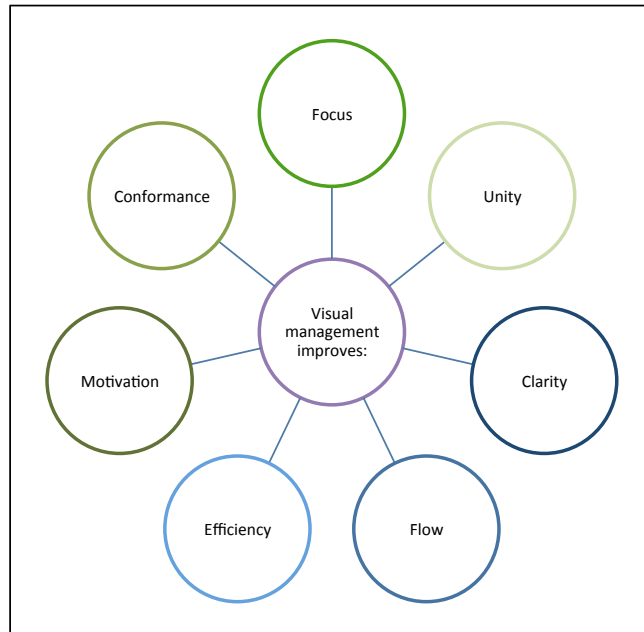 Focus
Unity
Clarity
Flow
Efficiency
Motivation
Conformance
Visual
management
improves: